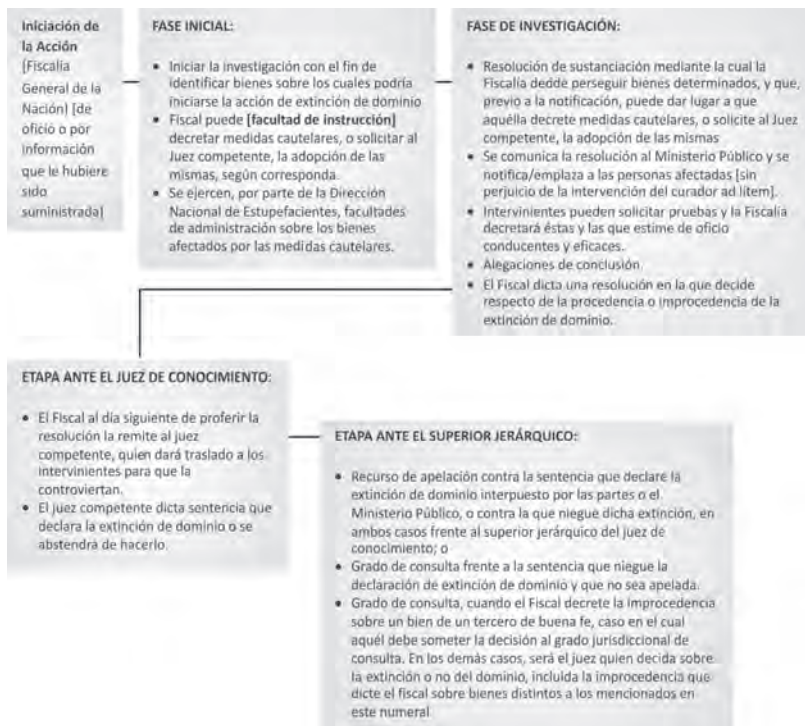 Iniciación de
la Acción
[Fiscalía
General de la
Nación] [de
oficio o por
información
que le hubiere
sido
suministrada]
FASE INICIAL:
• Iniciar la investigación con el fin de
identificar bienes sobre los cuales podría
iniciarse la acción de extinción de dominio
• Fiscal puede [facultad de instrucción]
decretar medidas cautelares, o solicitar al
Juez competente, la adopción de las
mismas, según corresponda.
• Se ejercen, por parte de la Dirección
Nacional de Estupefacientes, facultades
de administración sobre los bienes
afectados por las medidas cautelares.
FASE DE INVESTIGACIÓN:
• Resolución de sustanciación mediante la cual la
Fiscalía decide perseguir bienes determinados, y que,
previo a la notificación, puede dar lugar a que
aquélla decrete medidas cautelares, o solicite al Juez
competente, la adopción de las mismas
• Se comunica la resolución al Ministerio Público y se
notifica/emplaza a las personas afectadas [sin
perjuicio de la intervención del curador ad litem].
• Intervinientes pueden solicitar pruebas y la Fiscalía
decretará éstas y las que estime de oficio
conducentes y eficaces.
• Alegaciones de conclusión.
• El Fiscal dicta una resolución en la que decide
respecto de la procedencia o improcedencia de la
extinción de dominio.
ETAPA ANTE EL JUEZ DE CONOCIMIENTO:
• El Fiscal al día siguiente de proferir la
resolución la remite al juez
competente, quien dará traslado a los
intervinientes para que la
controviertan.
• El juez competente dicta sentencia que
declara la extinción de dominio o se
abstendrá de hacerlo.
ETAPA ANTE EL SUPERIOR JERÁRQUICO:
• Recurso de apelación contra la sentencia que declare la
extinción de dominio interpuesto por las partes o el
Ministerio Público, o contra la que niegue dicha extinción, en
ambos casos frente al superior jerárquico del juez de
conocimiento; o
• Grado de consulta frente a la sentencia que niegue la
declaración de extinción de dominio y que no sea apelada.
• Grado de consulta, cuando el Fiscal decrete la improcedencia
sobre un bien de un tercero de buena fe, caso en el cual
aquél debe someter la decisión al grado jurisdiccional de
consulta. En los demás casos, será el juez quien decida sobre
la extinción o no del dominio, incluida la improcedencia que
dicte el fiscal sobre bienes distintos a los mencionados en
este numeral